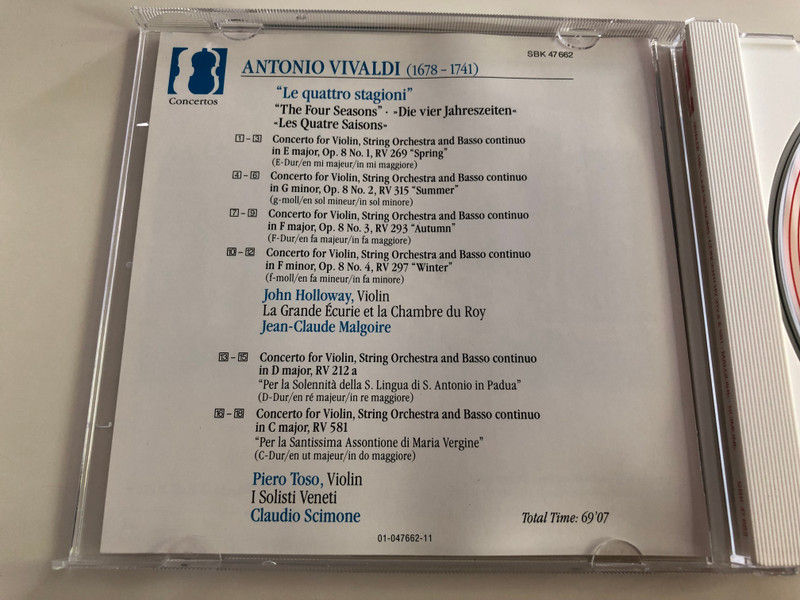 SBK 47 662
Concertos
ANTONIO VIVALDI (1678 – 1741)
“Le quattro stagioni”
“The Four Seasons” · »Die vier Jahreszeiten«
«Les Quatre Saisons»
1 – 3 Concerto for Violin, String Orchestra and Basso continuo
in E major, Op. 8 No. 1, RV 269 “Spring”
(E-Dur/en mi majeur/in mi maggiore)
4 – 6 Concerto for Violin, String Orchestra and Basso continuo
in G minor, Op. 8 No. 2, RV 315 “Summer”
(g-moll/en sol mineur/in sol minore)
7 – 9 Concerto for Violin, String Orchestra and Basso continuo
in F major, Op. 8 No. 3, RV 293 “Autumn”
(F-Dur/en fa majeur/in fa maggiore)
10 – 12 Concerto for Violin, String Orchestra and Basso continuo
in F minor, Op. 8 No. 4, RV 297 “Winter”
(f-moll/en fa mineur/in fa minore)
John Holloway, Violin
La Grande Écurie et la Chambre du Roy
Jean-Claude Malgoire
13 – 15 Concerto for Violin, String Orchestra and Basso continuo
in D major, RV 212 a
“Per la Solennità della S. Lingua di S. Antonio in Padua”
(D-Dur/en ré majeur/in re maggiore)
16 – 18 Concerto for Violin, String Orchestra and Basso continuo
in C major, RV 581
“Per la Santissima Assontione di Maria Vergine”
(C-Dur/en ut majeur/in do maggiore)
Piero Toso, Violin
I Solisti Veneti
Claudio Scimone
Total Time: 69’07
01-047662-11